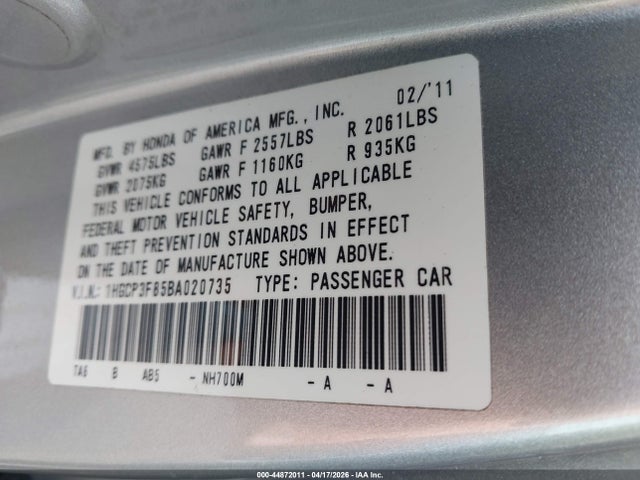 MFD. BY HONDA OF AMERICA MFG., INC. 02/'11
GVWR 4575LBS GAWR F 2557LBS R 2061LBS
GVWR 2075KG GAWR F 1160KG R 935KG
THIS VEHICLE CONFORMS TO ALL APPLICABLE
FEDERAL MOTOR VEHICLE SAFETY, BUMPER,
AND THEFT PREVENTION STANDARDS IN EFFECT
ON THE DATE OF MANUFACTURE SHOWN ABOVE.
V.I.N.: 1HGCP3F85BA020735 TYPE: PASSENGER CAR
TA6 B AB5 - NH700M - A - A
000-44872011 - 04/17/2026 - IAA Inc.